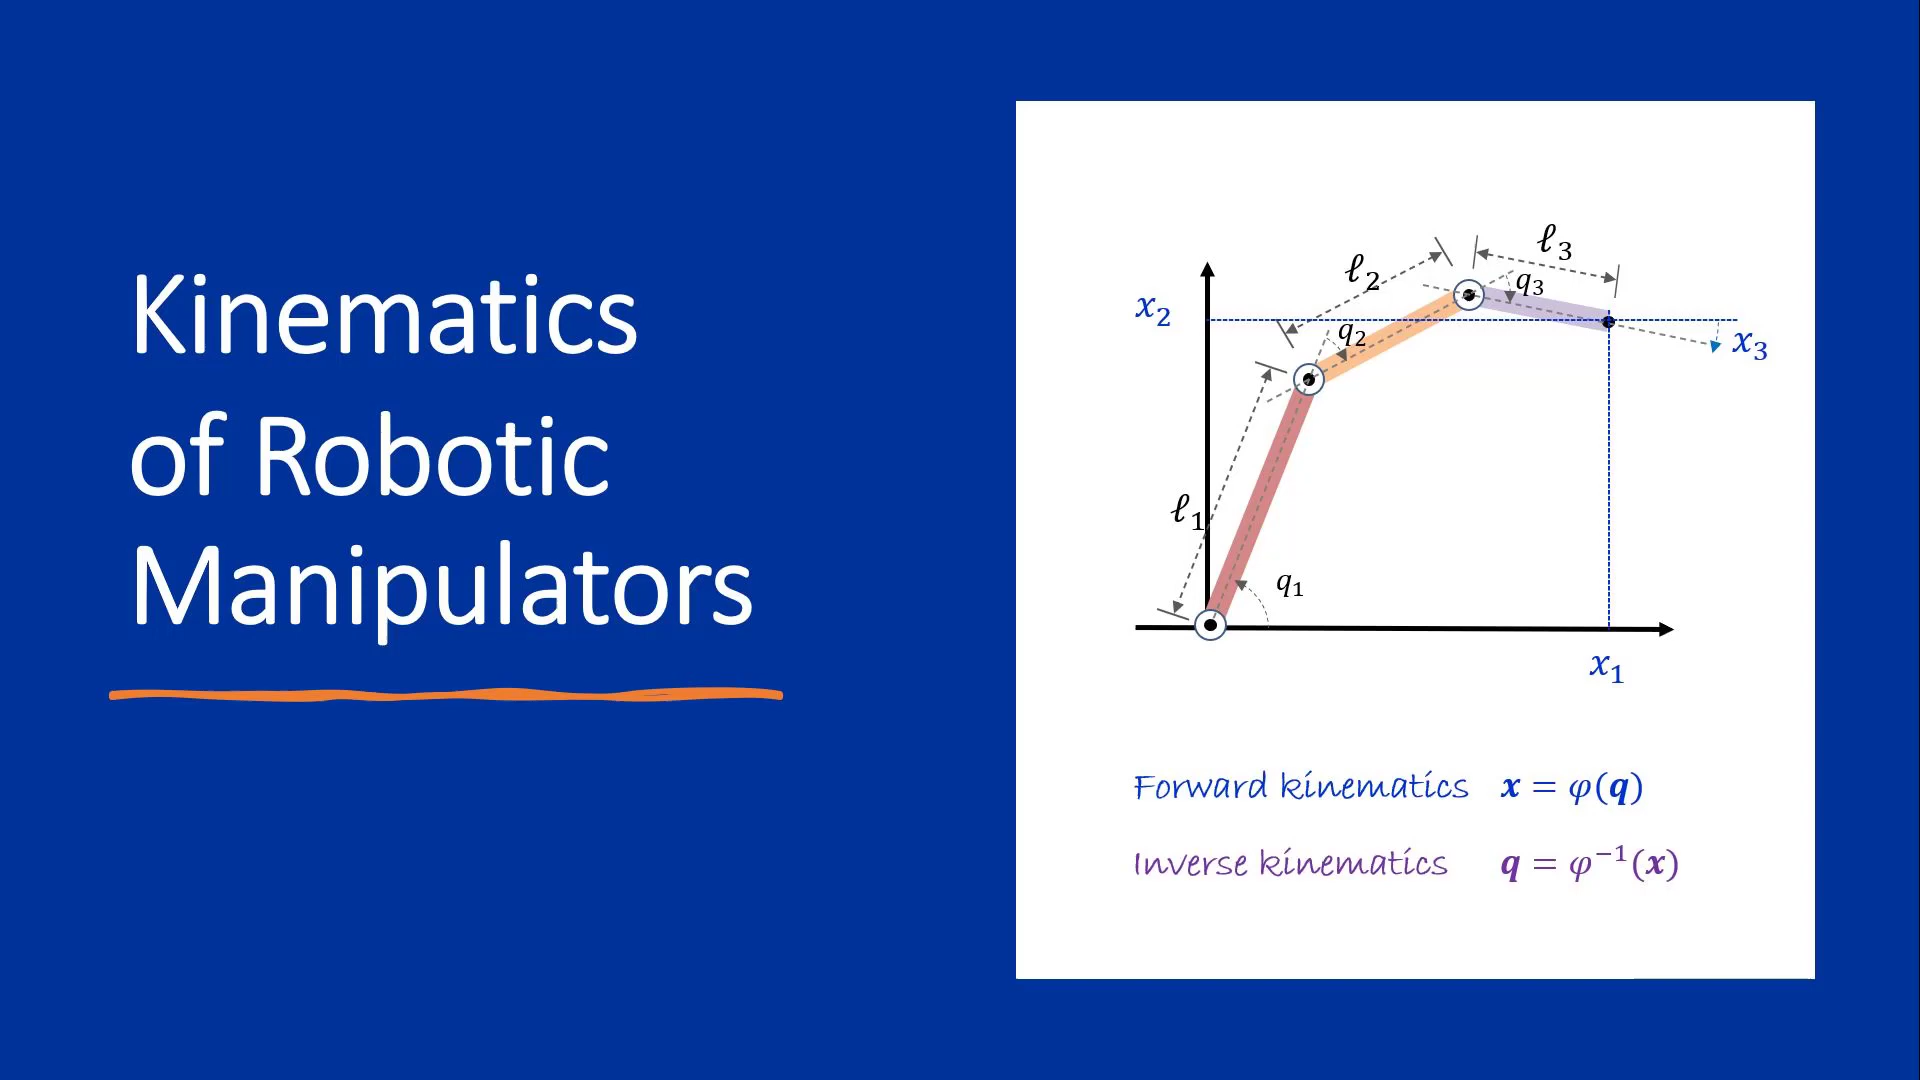 Kinematics
of Robotic
Manipulators
ℓ₃
ℓ₂
q₃
x₂
q₂
x₃
ℓ₁
q₁
x₁
Forward kinematics x = φ(q)
Inverse kinematics q = φ⁻¹(x)